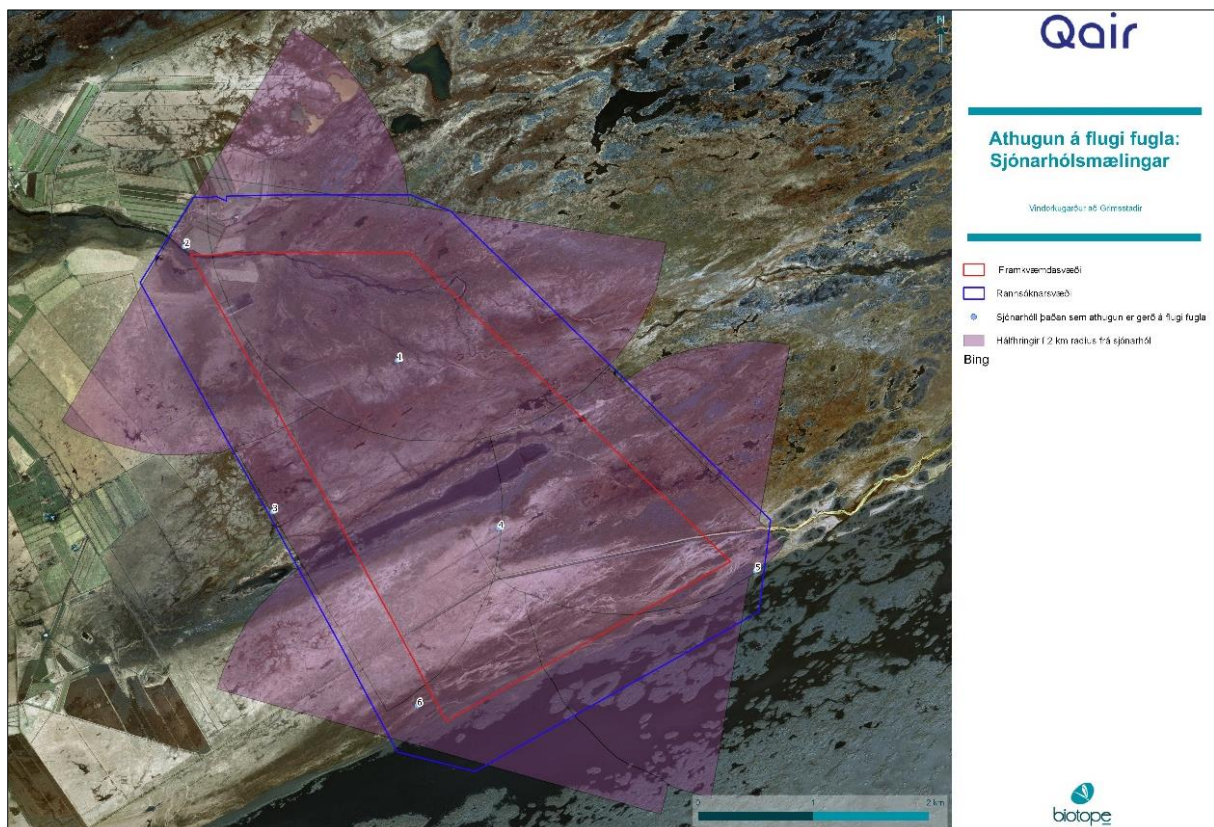 N
2
1
3
4
5
6
0 1 2 km
Qair
Athugun á flugi fugla:
Sjónarhólsmælingar
Vindorkugarður að Grímsstaðir
Framkvæmdasvæði
Rannsóknarsvæði
Sjónarhóll þaðan sem athugun er gerð á flugi fugla
Hálfhringir í 2 km radíus frá sjónarhól
Bing
biotope